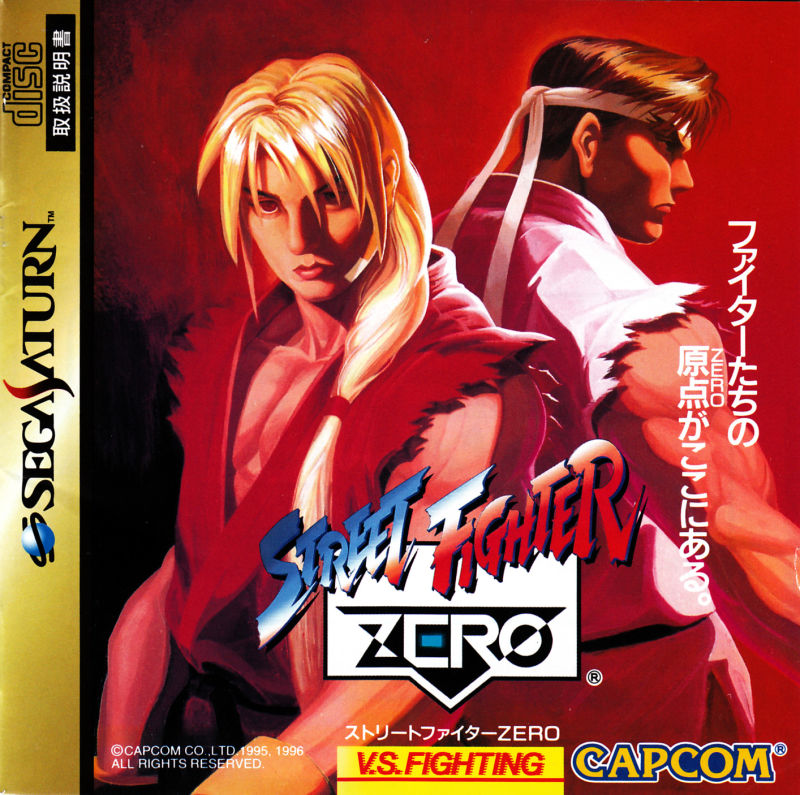 COMPACT
disc
取扱説明書
SEGA SATURN™
ファイターたちの
ZERO
原点がここにある。
STREET FIGHTER
ZERO®
ストリートファイターZERO
©CAPCOM CO.,LTD.1995, 1996
ALL RIGHTS RESERVED.
V.S.FIGHTING
CAPCOM®